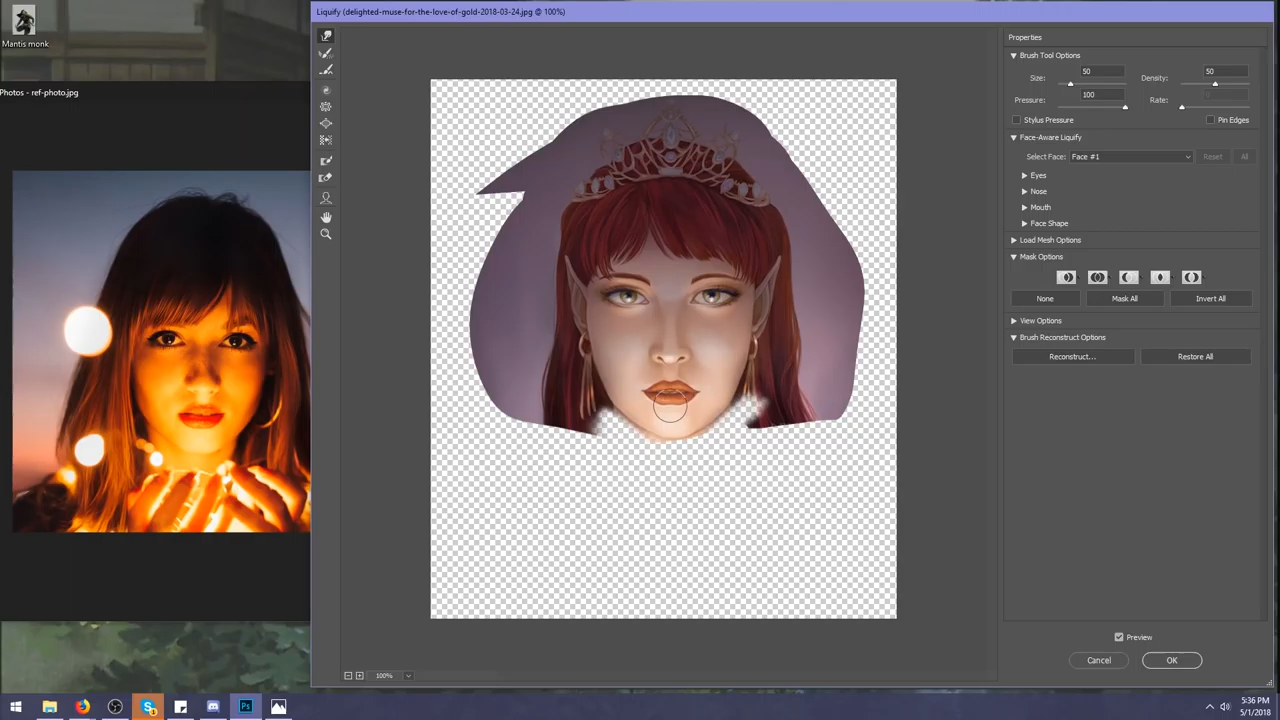 Liquify (delighted-muse-for-the-love-of-gold-2018-03-24.jpg @ 100%)
Mantis monk
Photos - ref-photo.jpg
Properties
Brush Tool Options
Size: 50 Density: 50
Pressure: 100 Rate:
Stylus Pressure Pin Edges
Face-Aware Liquify
Select Face: Face #1 Reset All
Eyes
Nose
Mouth
Face Shape
Load Mesh Options
Mask Options
None Mask All Invert All
View Options
Brush Reconstruct Options
Reconstruct... Restore All
Preview
Cancel OK
100%
Ps
5:36 PM
5/1/2018